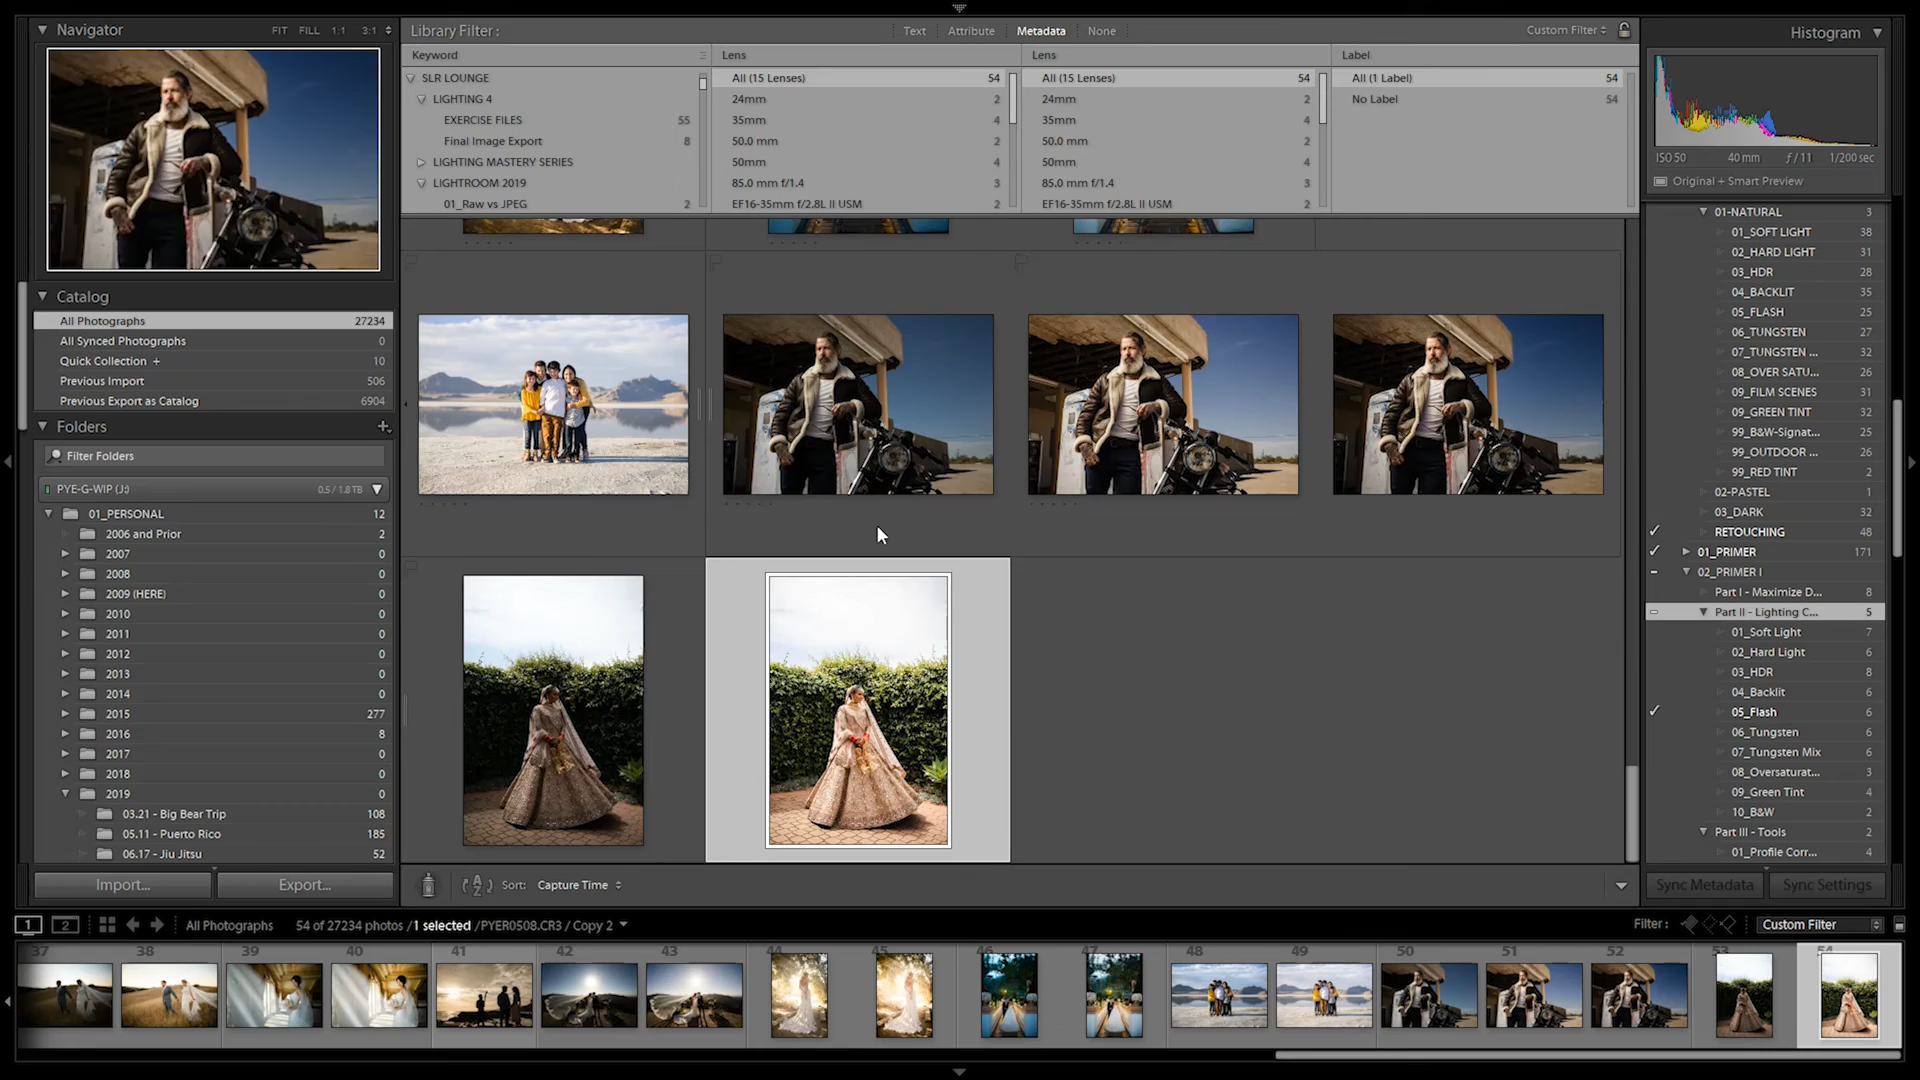 Navigator FIT FILL 1:1 3:1
Catalog
All Photographs 27234
All Synced Photographs 0
Quick Collection + 10
Previous Import 506
Previous Export as Catalog 6904
Folders +
Filter Folders
PYE-G-WIP (J:) 0.5 / 1.8 TB
01_PERSONAL 12
2006 and Prior 2
2007 0
2008 0
2009 (HERE) 0
2010 0
2011 0
2012 0
2013 0
2014 0
2015 277
2016 8
2017 0
2018 0
2019 0
03.21 - Big Bear Trip 108
05.11 - Puerto Rico 185
06.17 - Jiu Jitsu 52
Import... Export...
Library Filter : Text Attribute Metadata None Custom Filter
Keyword
SLR LOUNGE
LIGHTING 4
EXERCISE FILES 55
Final Image Export 8
LIGHTING MASTERY SERIES
LIGHTROOM 2019
01_Raw vs JPEG 2
Lens
All (15 Lenses) 54
24mm 2
35mm 4
50.0 mm 2
50mm 4
85.0 mm f/1.4 3
EF16-35mm f/2.8L II USM 2
Lens
All (15 Lenses) 54
24mm 2
35mm 4
50.0 mm 2
50mm 4
85.0 mm f/1.4 3
EF16-35mm f/2.8L II USM 2
Label
All (1 Label) 54
No Label 54
Sort: Capture Time
Histogram
ISO 50 40 mm ƒ / 11 1/200 sec
Original + Smart Preview
01-NATURAL 3
01_SOFT LIGHT 38
02_HARD LIGHT 31
03_HDR 28
04_BACKLIT 35
05_FLASH 25
06_TUNGSTEN 27
07_TUNGSTEN ... 32
08_OVER SATU... 26
09_FILM SCENES 31
09_GREEN TINT 32
99_B&W-Signat... 25
99_OUTDOOR ... 26
99_RED TINT 2
02-PASTEL 1
03_DARK 32
RETOUCHING 48
01_PRIMER 171
02_PRIMER I
Part I - Maximize D... 8
Part II - Lighting C... 5
01_Soft Light 7
02_Hard Light 6
03_HDR 8
04_Backlit 6
05_Flash 6
06_Tungsten 6
07_Tungsten Mix 6
08_Oversaturat... 3
09_Green Tint 4
10_B&W 2
Part III - Tools 2
01_Profile Corr... 4
Sync Metadata Sync Settings
1 2 All Photographs 54 of 27234 photos / 1 selected / PYER0508.CR3 / Copy 2 Filter : Custom Filter
37 38 39 40 41 42 43 44 45 46 47 48 49 50 51 52 53 54